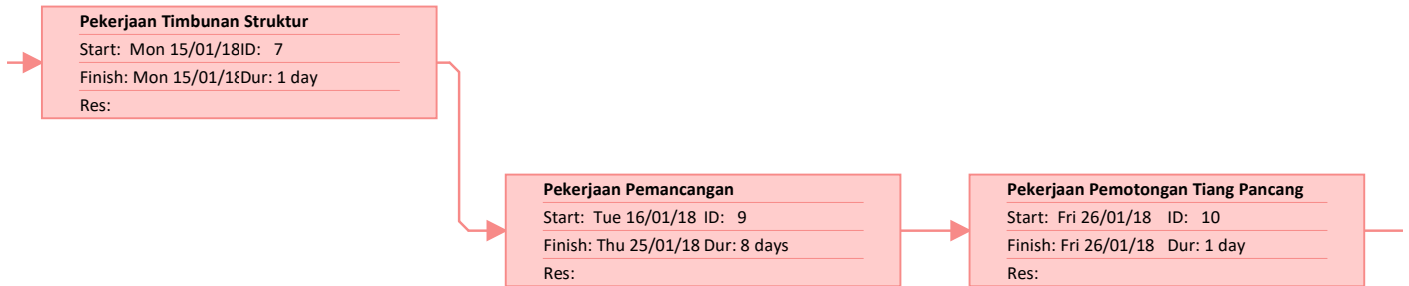 Pekerjaan Timbunan Struktur
Start: Mon 15/01/18ID: 7
Finish: Mon 15/01/18Dur: 1 day
Res:
Pekerjaan Pemancangan
Start: Tue 16/01/18 ID: 9
Finish: Thu 25/01/18 Dur: 8 days
Res:
Pekerjaan Pemotongan Tiang Pancang
Start: Fri 26/01/18 ID: 10
Finish: Fri 26/01/18 Dur: 1 day
Res: